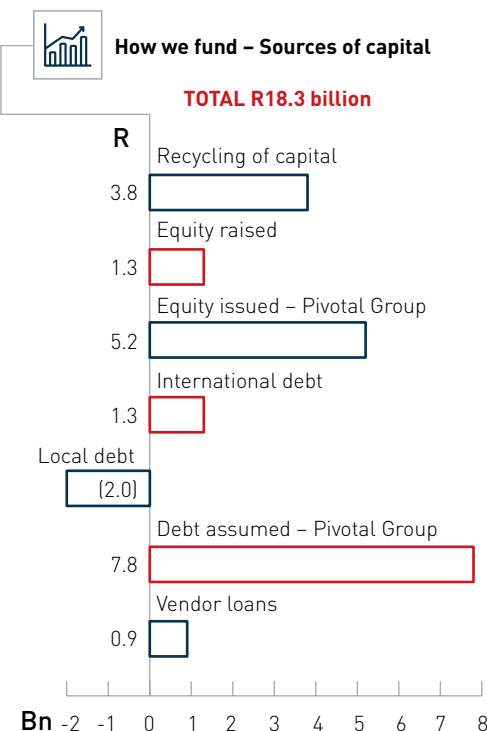 How we fund – Sources of capital
TOTAL R18.3 billion
R
Recycling of capital
3.8
Equity raised
1.3
Equity issued – Pivotal Group
5.2
International debt
1.3
Local debt
(2.0)
Debt assumed – Pivotal Group
7.8
Vendor loans
0.9
Bn -2 -1 0 1 2 3 4 5 6 7 8